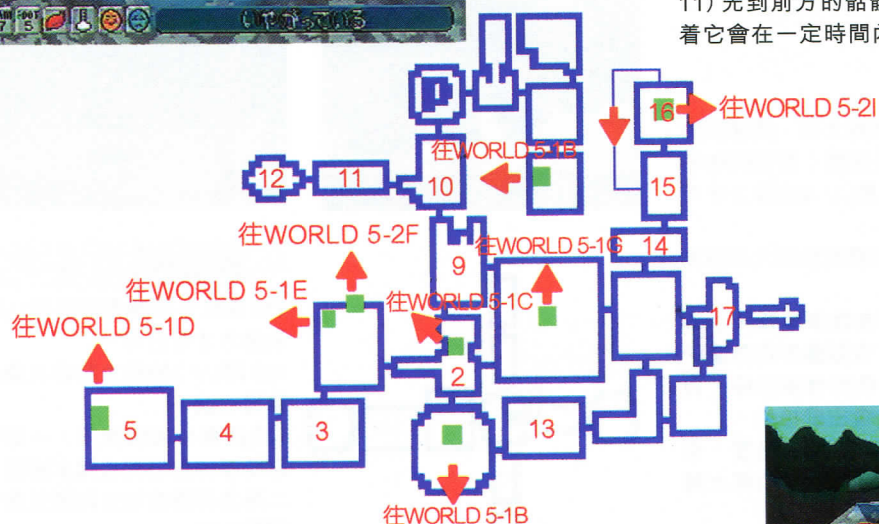 11) 先到前方的骷
着它會在一定時間
P
16
往WORLD 5-2I
往WORLD 5-1B
12
11
10
15
往WORLD 5-2F
14
9
往WORLD 5-1G
往WORLD 5-1E
往WORLD 5-1C
17
往WORLD 5-1D
2
5
4
3
13
往WORLD 5-1B